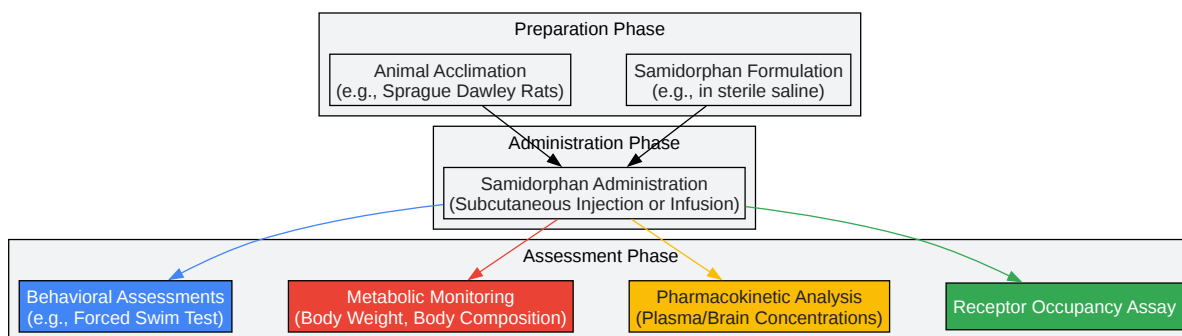 Preparation Phase
Animal Acclimation
(e.g., Sprague Dawley Rats)
Samidorphan Formulation
(e.g., in sterile saline)
Administration Phase
Samidorphan Administration
(Subcutaneous Injection or Infusion)
Assessment Phase
Behavioral Assessments
(e.g., Forced Swim Test)
Metabolic Monitoring
(Body Weight, Body Composition)
Pharmacokinetic Analysis
(Plasma/Brain Concentrations)
Receptor Occupancy Assay